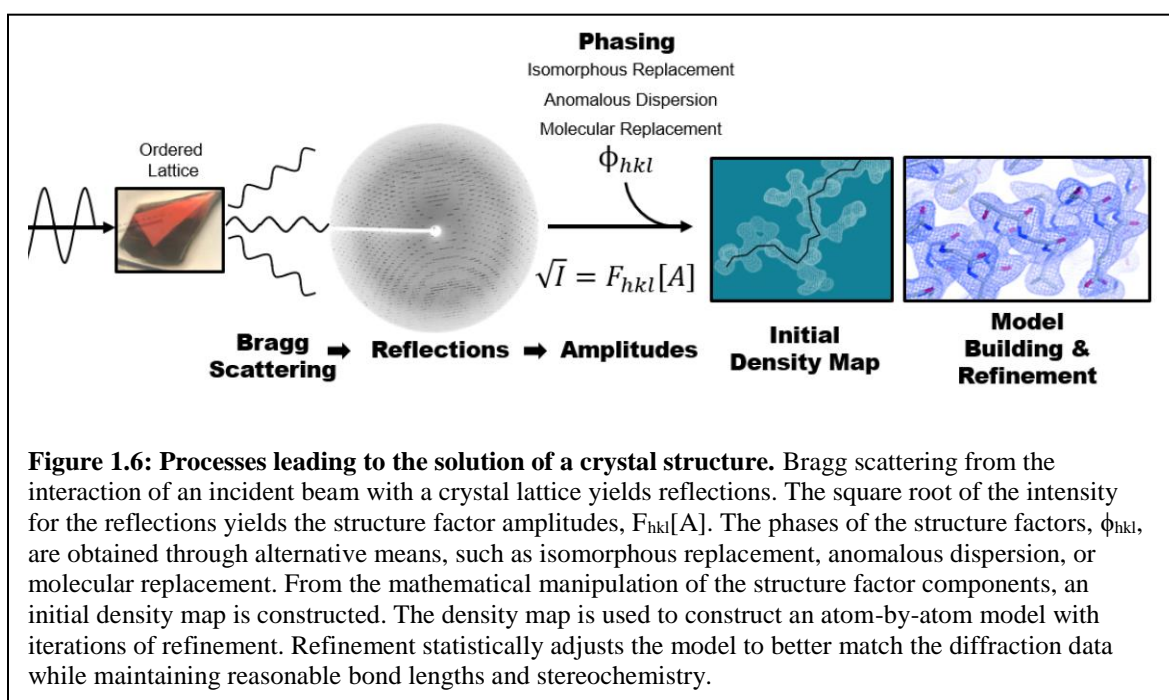 Phasing
Isomorphous Replacement
Anomalous Dispersion
Molecular Replacement
Ordered
Lattice
ϕhkl
√I = Fhkl[A]
Bragg
Scattering
Reflections
Amplitudes
Initial
Density Map
Model
Building &
Refinement
Figure 1.6: Processes leading to the solution of a crystal structure. Bragg scattering from the
interaction of an incident beam with a crystal lattice yields reflections. The square root of the intensity
for the reflections yields the structure factor amplitudes, Fhkl[A]. The phases of the structure factors, ϕhkl,
are obtained through alternative means, such as isomorphous replacement, anomalous dispersion, or
molecular replacement. From the mathematical manipulation of the structure factor components, an
initial density map is constructed. The density map is used to construct an atom-by-atom model with
iterations of refinement. Refinement statistically adjusts the model to better match the diffraction data
while maintaining reasonable bond lengths and stereochemistry.